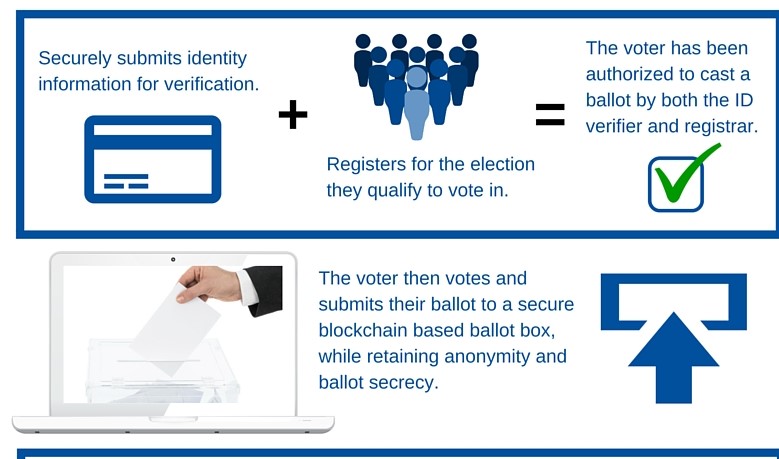 Securely submits identity
information for verification.
+
Registers for the election
they qualify to vote in.
=
The voter has been
authorized to cast a
ballot by both the ID
verifier and registrar.
The voter then votes and
submits their ballot to a secure
blockchain based ballot box,
while retaining anonymity and
ballot secrecy.